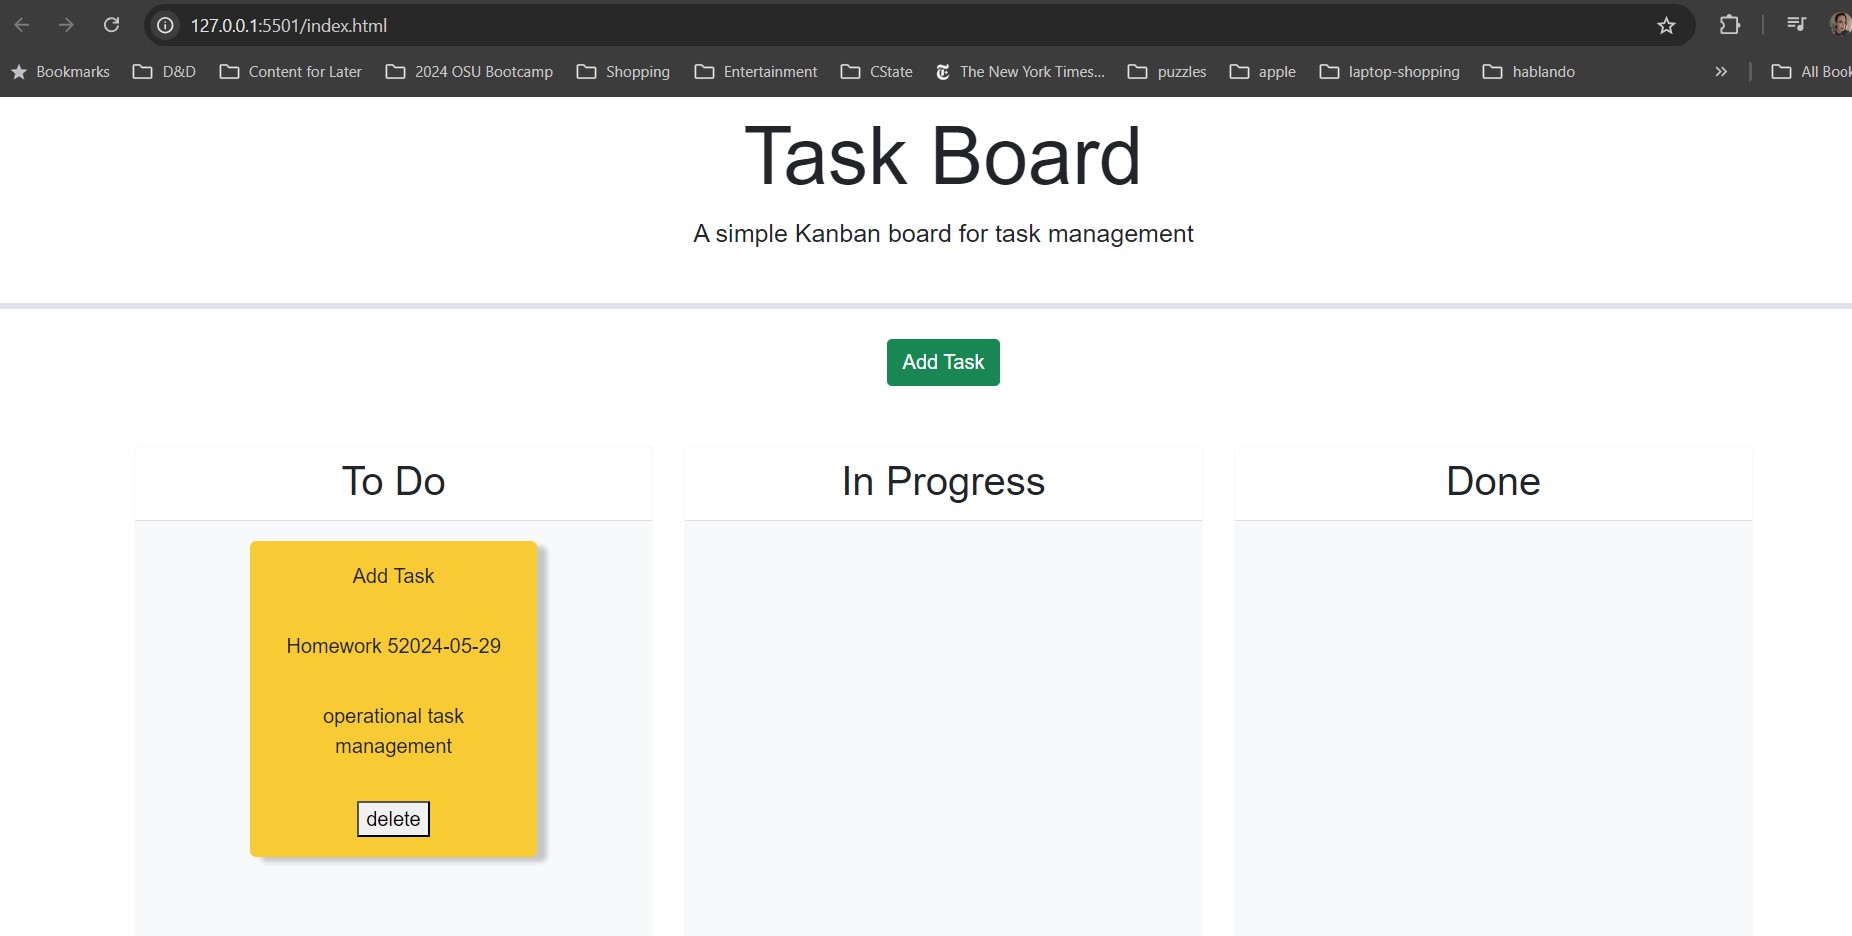 127.0.0.1:5501/index.html
Bookmarks D&D Content for Later 2024 OSU Bootcamp Shopping Entertainment CState The New York Times... puzzles apple laptop-shopping hablando » All Book
Task Board
A simple Kanban board for task management
Add Task
To Do In Progress Done
Add Task
Homework 52024-05-29
operational task
management
delete